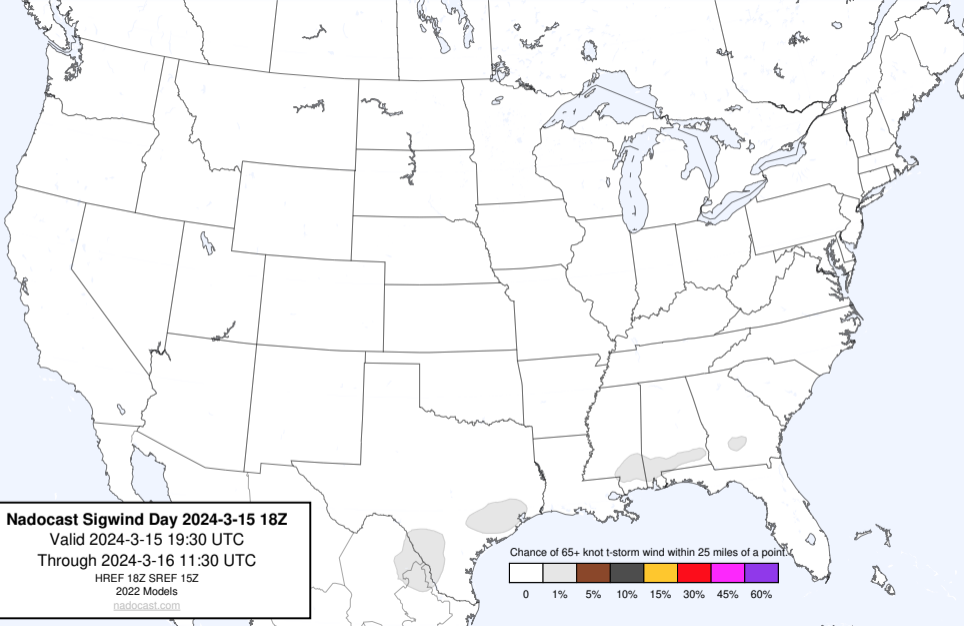 Nadocast Sigwind Day 2024-3-15 18Z
Valid 2024-3-15 19:30 UTC
Through 2024-3-16 11:30 UTC
HREF 18Z SREF 15Z
2022 Models
nadocast.com
Chance of 65+ knot t-storm wind within 25 miles of a point.
0 1% 5% 10% 15% 30% 45% 60%